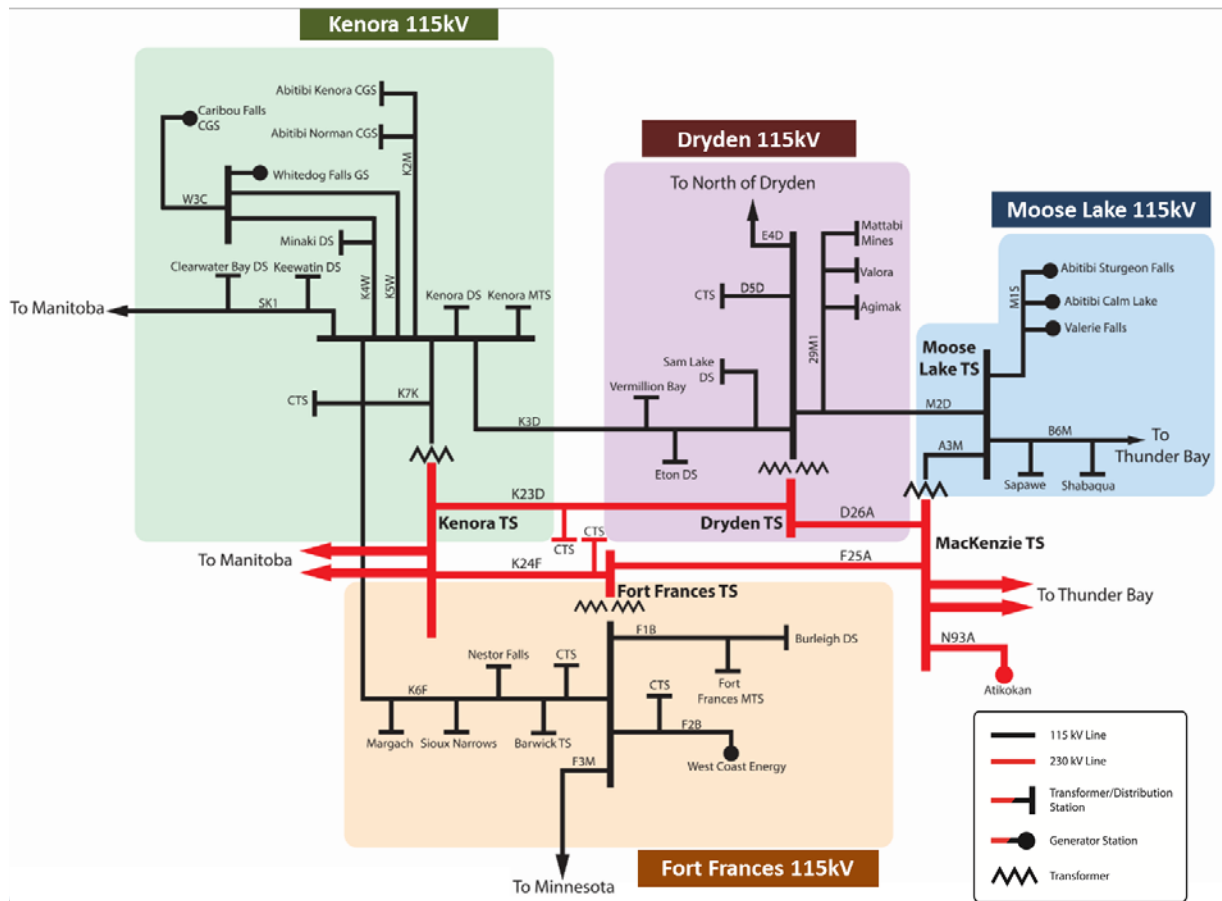 Kenora 115kV
Abitibi Kenora CGS
Caribou Falls
CGS
Abitibi Norman CGS
K2M
Whitedog Falls GS
W3C
Minaki DS
K4W
K5W
Clearwater Bay DS
Keewatin DS
SK1
To Manitoba
Kenora DS
Kenora MTS
CTS
K7K
K3D
Kenora TS
K23D
To Manitoba
K24F
Dryden 115kV
To North of Dryden
E4D
Mattabi
Mines
Valora
Agimak
CTS
D5D
29M1
Sam Lake
DS
Vermillion Bay
Eton DS
Dryden TS
CTS
CTS
D26A
F25A
Moose Lake 115kV
Abitibi Sturgeon Falls
M1S
Abitibi Calm Lake
Valerie Falls
Moose
Lake TS
M2D
B6M
To
Thunder Bay
A3M
Sapawe
Shabaqua
MacKenzie TS
To Thunder Bay
N93A
Atikokan
Fort Frances TS
F1B
Burleigh DS
Fort
Frances MTS
Nestor Falls
CTS
K6F
Margach
Sioux Narrows
Barwick TS
CTS
F2B
West Coast Energy
F3M
To Minnesota
Fort Frances 115kV
115 kV Line
230 kV Line
Transformer/Distribution
Station
Generator Station
Transformer